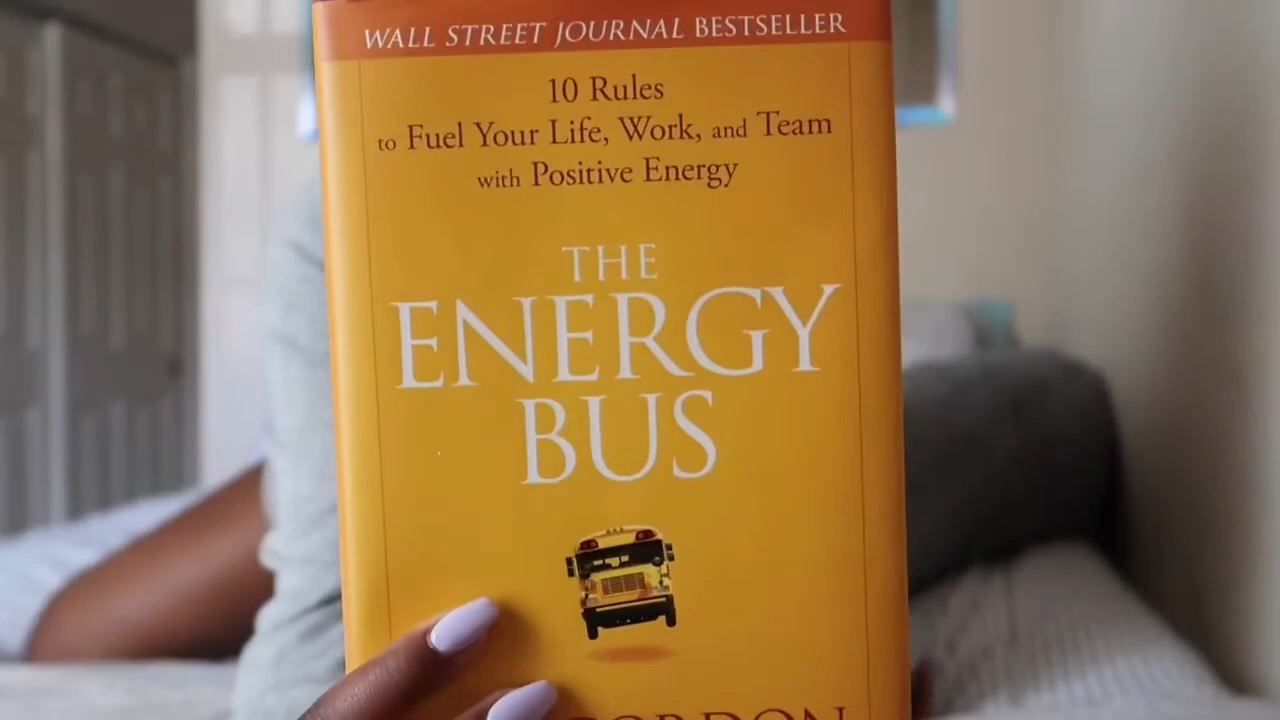 WALL STREET JOURNAL BESTSELLER
10 Rules
to Fuel Your Life, Work, and Team
with Positive Energy
THE
ENERGY
BUS
GORDON